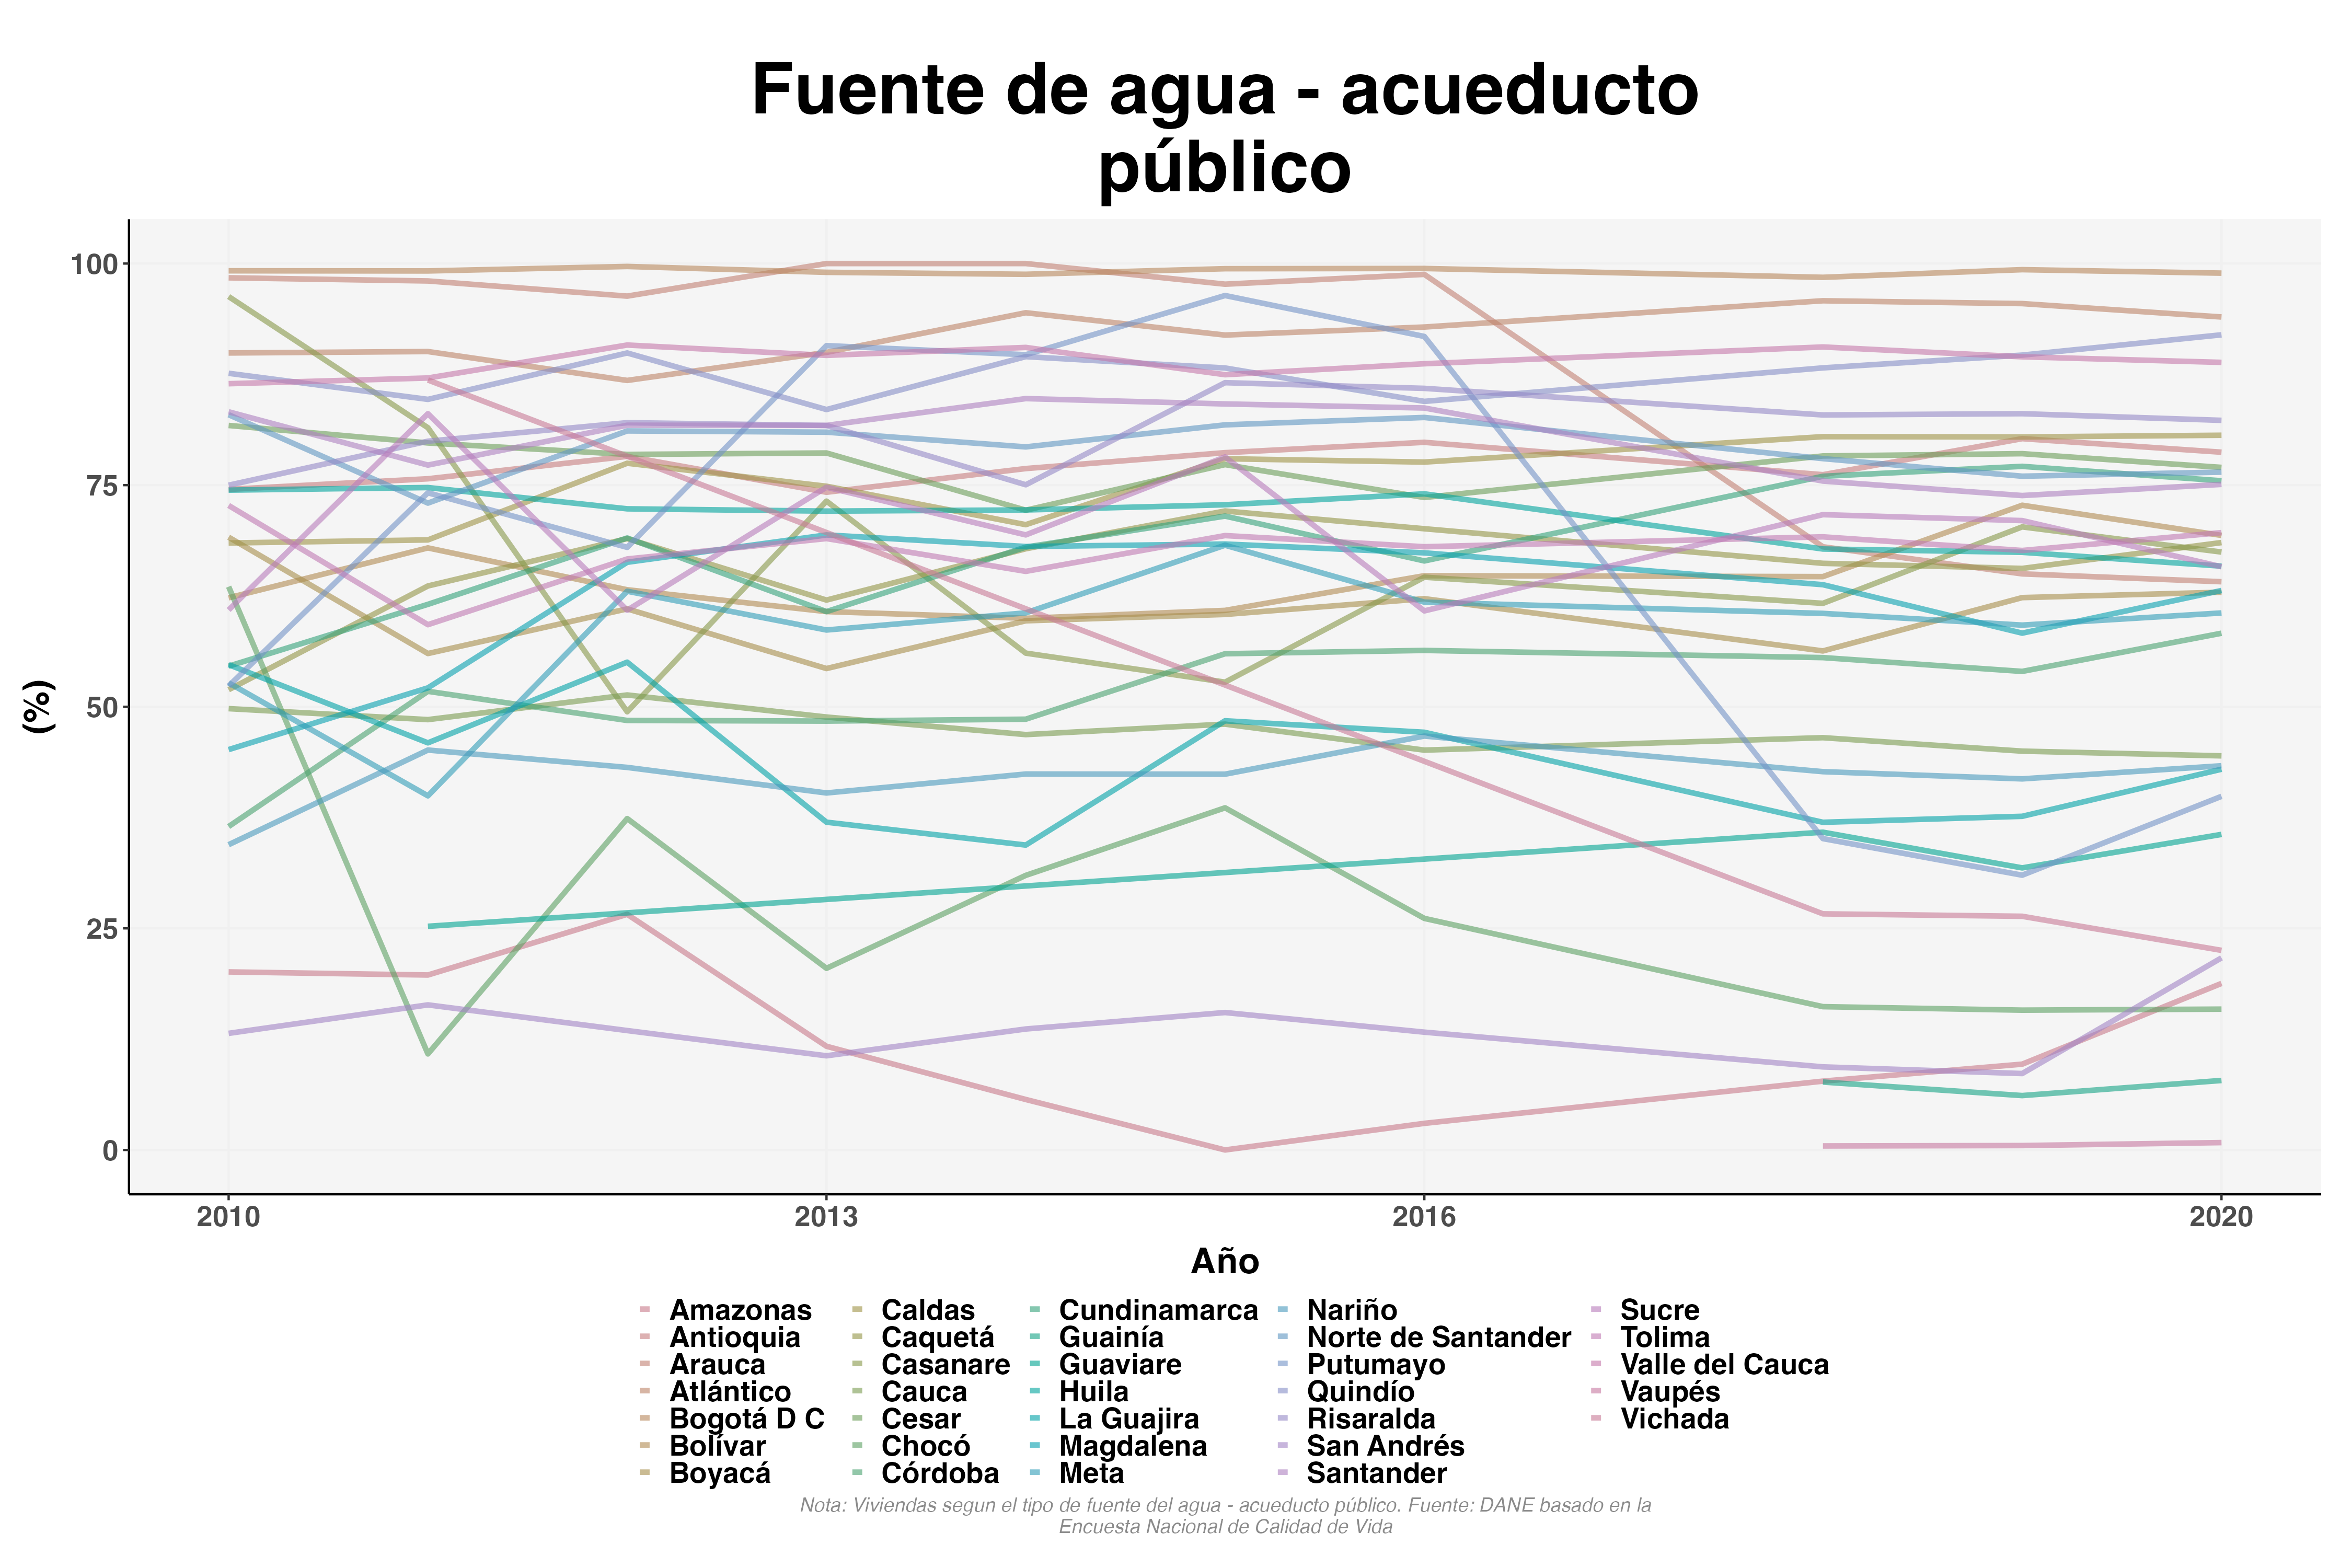 Fuente de agua - acueducto
público
(%)
100
75
50
25
0
2010 2013 2016 2020
Año
Amazonas Caldas Cundinamarca Nariño Sucre
Antioquia Caquetá Guainía Norte de Santander Tolima
Arauca Casanare Guaviare Putumayo Valle del Cauca
Atlántico Cauca Huila Quindío Vaupés
Bogotá D C Cesar La Guajira Risaralda Vichada
Bolívar Chocó Magdalena San Andrés
Boyacá Córdoba Meta Santander
Nota: Viviendas segun el tipo de fuente del agua - acueducto público. Fuente: DANE basado en la
Encuesta Nacional de Calidad de Vida